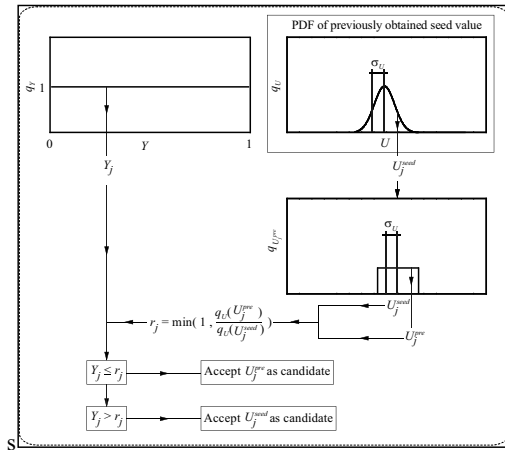 PDF of previously obtained seed value
q_Y
1
0
Y
1
q_U
σ_U
U
Y_j
U_j^{seed}
q_{U_j^{pre}}
σ_U
r_j = min( 1 , q_U(U_j^{pre}) / q_U(U_j^{seed}) )
U_j^{seed}
U_j^{pre}
Y_j ≤ r_j
Accept U_j^{pre} as candidate
Y_j > r_j
Accept U_j^{seed} as candidate
s